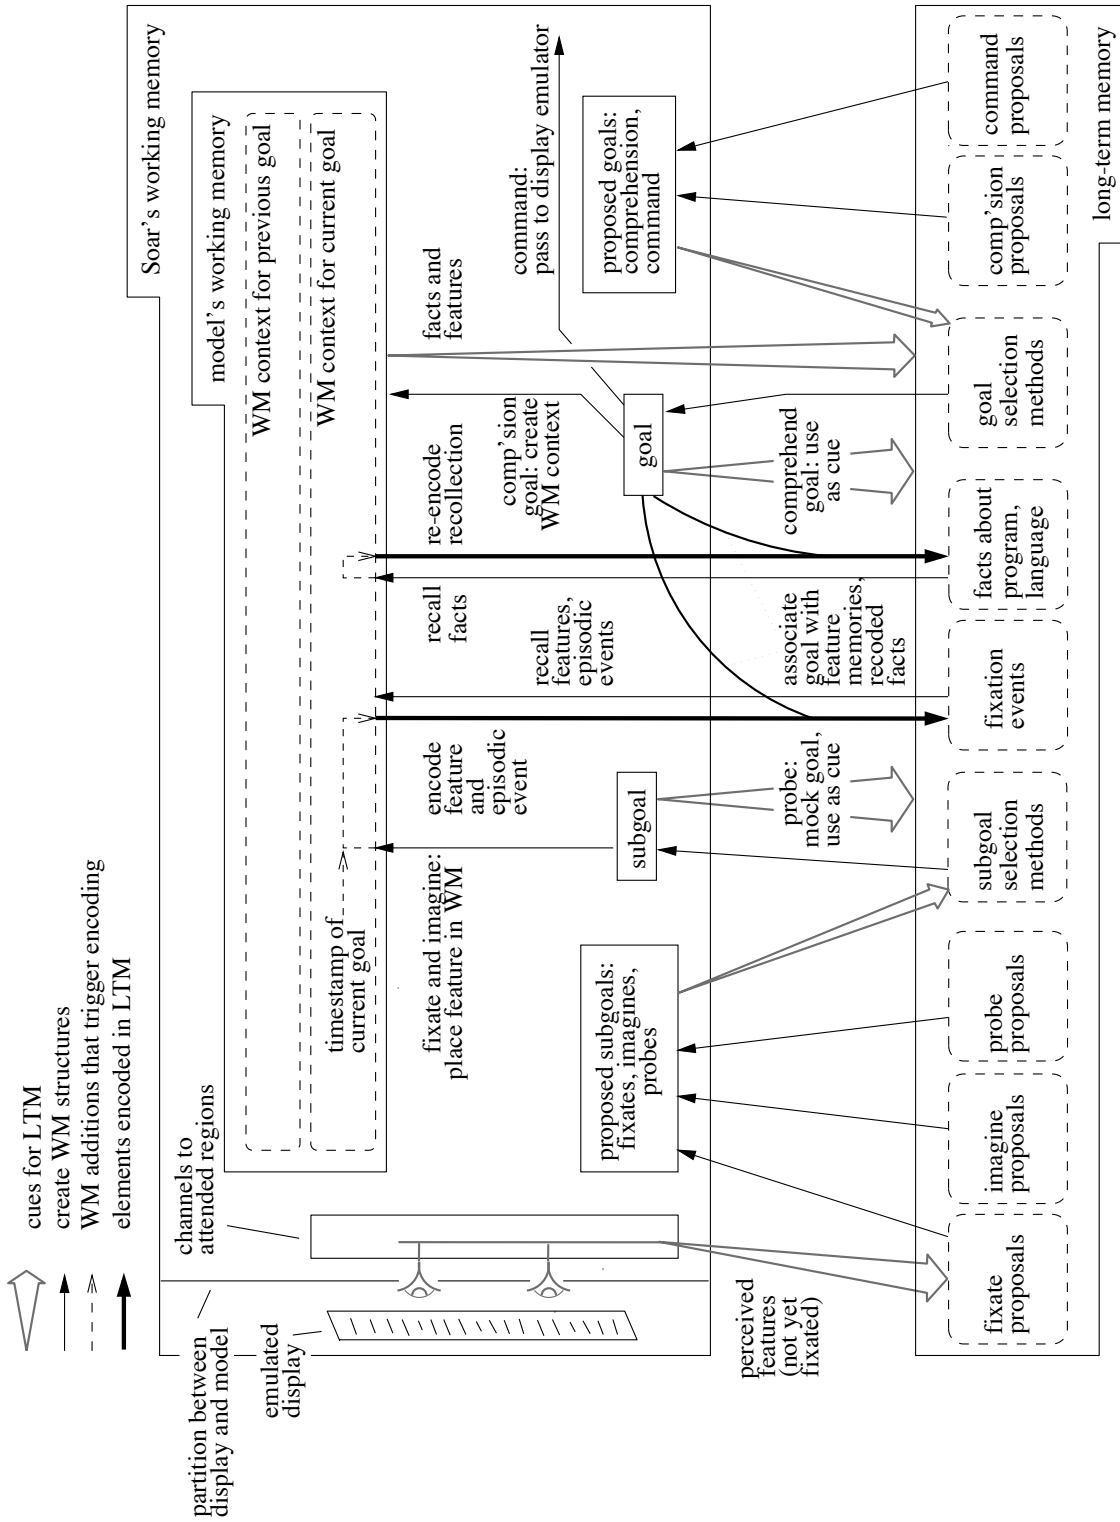 cues for LTM
create WM structures
WM additions that trigger encoding
elements encoded in LTM
partition between
display and model
emulated
display
channels to
attended regions
Soar's working memory
model's working memory
WM context for previous goal
WM context for current goal
timestamp of
current goal
fixate and imagine:
place feature in WM
encode
feature
and
episodic
event
recall
facts
re-encode
recollection
facts and
features
recall
features,
episodic
events
comp'sion
goal: create
WM context
command:
pass to display emulator
proposed subgoals:
fixates, imagines,
probes
subgoal
goal
proposed goals:
comprehension,
command
perceived
features
(not yet
fixated)
probe:
mock goal,
use as cue
associate
goal with
feature
memories,
recoded
facts
comprehend
goal: use
as cue
fixate
proposals
imagine
proposals
probe
proposals
subgoal
selection
methods
fixation
events
facts about
program,
language
goal
selection
methods
comp'sion
proposals
command
proposals
long-term memory